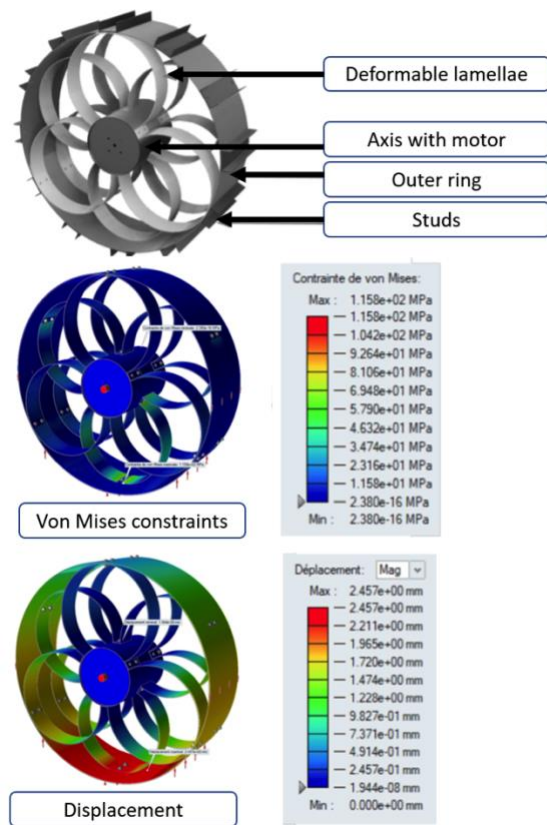 Deformable lamellae
Axis with motor
Outer ring
Studs
Contrainte de von Mises:
Max : 1.158e+02 MPa
1.158e+02 MPa
1.042e+02 MPa
9.264e+01 MPa
8.106e+01 MPa
6.948e+01 MPa
5.790e+01 MPa
4.632e+01 MPa
3.474e+01 MPa
2.316e+01 MPa
1.158e+01 MPa
2.380e-16 MPa
Min : 2.380e-16 MPa
Von Mises constraints
Déplacement: Mag
Max : 2.457e+00 mm
2.457e+00 mm
2.211e+00 mm
1.965e+00 mm
1.720e+00 mm
1.474e+00 mm
1.228e+00 mm
9.827e-01 mm
7.371e-01 mm
4.914e-01 mm
2.457e-01 mm
1.944e-08 mm
Min : 0.000e+00 mm
Displacement